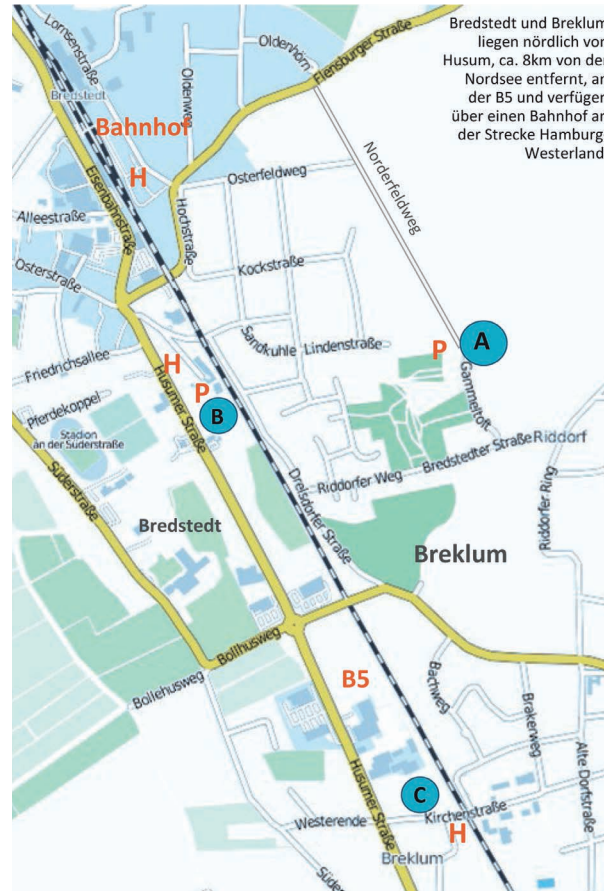 Bredstedt und Breklum
liegen nördlich von
Husum, ca. 8km von der
Nordsee entfernt, an
der B5 und verfügen
über einen Bahnhof an
der Strecke Hamburg-
Westerland.
Lornsenstraße
Bredstedt
Oldenhörn
Oldenweg
Flensburger Straße
Bahnhof
H
Norderfeldweg
Osterfeldweg
Eisenbahnstraße
Hochstraße
Alleestraße
Osterstraße
Kockstraße
Sandkuhle
Lindenstraße
P
A
Gammeltoft
Friedrichsallee
H
P
B
Husumer Straße
Pferdekoppel
Stadion
an der Süderstraße
Süderstraße
Bredstedter Straße
Riddorf
Riddorfer Weg
Riddorfer Ring
Drelsdorfer Straße
Bredstedt
Breklum
Bollhusweg
Bollehusweg
B5
Bachweg
Brakerweg
Alte Dorfstraße
Husumer Straße
C
Westerende
Kirchenstraße
H
Breklum